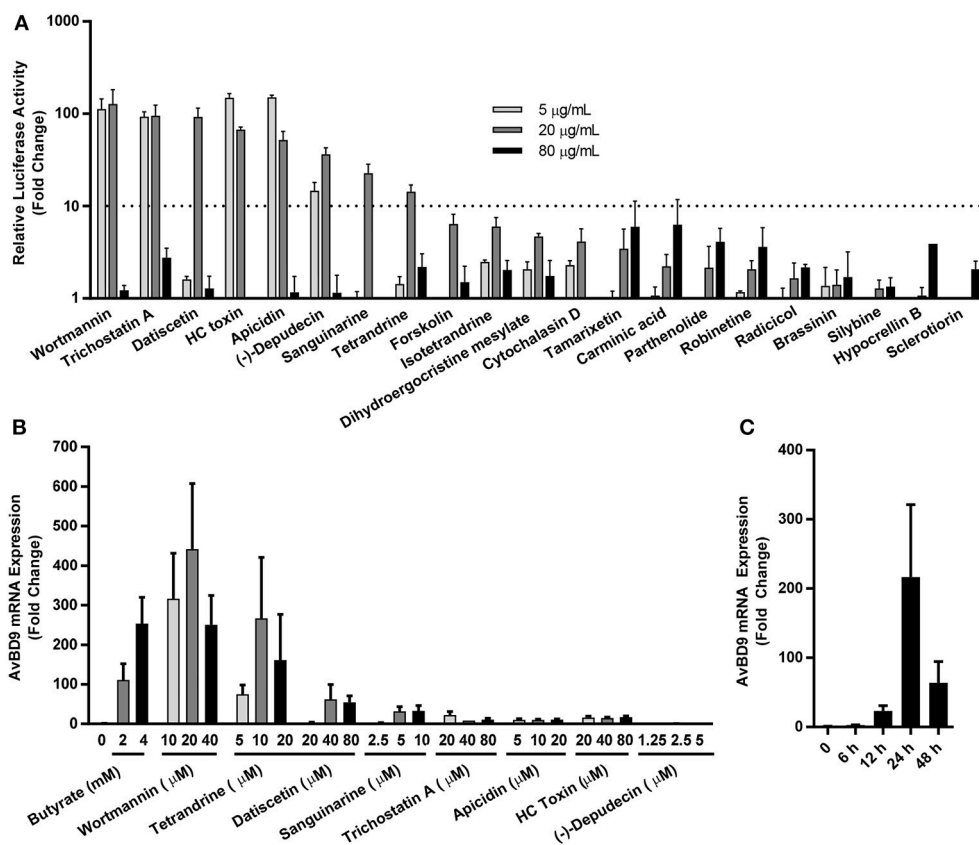 A
Relative Luciferase Activity
(Fold Change)
1000
100
10
1
5 μg/mL
20 μg/mL
80 μg/mL
Wortmannin
Trichostatin A
Datiscetin
HC toxin
Apicidin
(-)-Depudecin
Sanguinarine
Tetrandrine
Forskolin
Isotetrandrine
Dihydroergocristine mesylate
Cytochalasin D
Tamarixetin
Carminic acid
Parthenolide
Robinetine
Radicicol
Brassinin
Silybine
Hypocrellin B
Sclerotiorin
B
AvBD9 mRNA Expression
(Fold Change)
700
600
500
400
300
200
100
0
0 2 4 10 20 40 5 10 20 20 40 80 2.5 5 10 20 40 80 5 10 20 20 40 80 1.25 2.5 5
Butyrate (mM)
Wortmannin ( μM)
Tetrandrine ( μM)
Datiscetin ( μM)
Sanguinarine ( μM)
Trichostatin A ( μM)
Apicidin ( μM)
HC Toxin ( μM)
(-)-Depudecin ( μM)
C
AvBD9 mRNA Expression
(Fold Change)
400
300
200
100
0
0
6 h
12 h
24 h
48 h